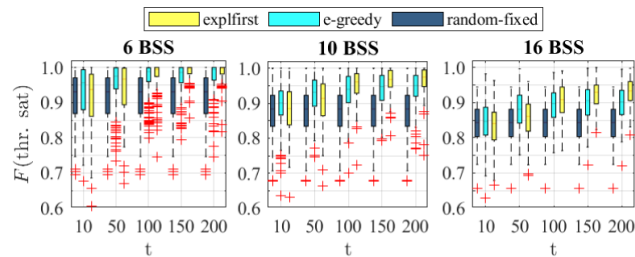 explfirst e-greedy random-fixed
6 BSS 10 BSS 16 BSS
F(thr. sat)
1.0 1.0 1.0
0.9 0.9 0.9
0.8 0.8 0.8
0.7 0.7 0.7
0.6 0.6 0.6
10 50 100 150 200 10 50 100 150 200 10 50 100 150 200
t t t